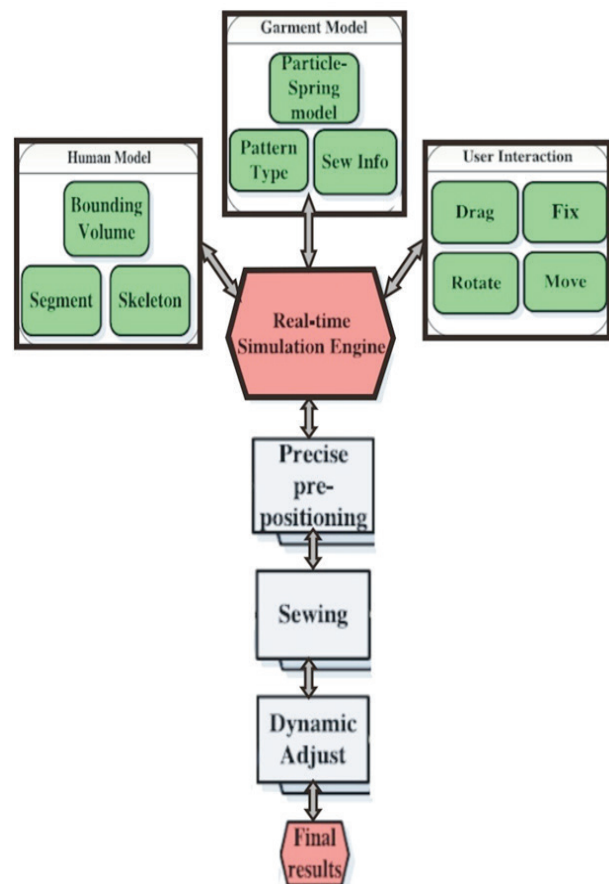 Garment Model
Particle-
Spring
model
Pattern
Type
Sew Info
Human Model
Bounding
Volume
Segment
Skeleton
User Interaction
Drag
Fix
Rotate
Move
Real-time
Simulation Engine
Precise
pre-
positioning
Sewing
Dynamic
Adjust
Final
results